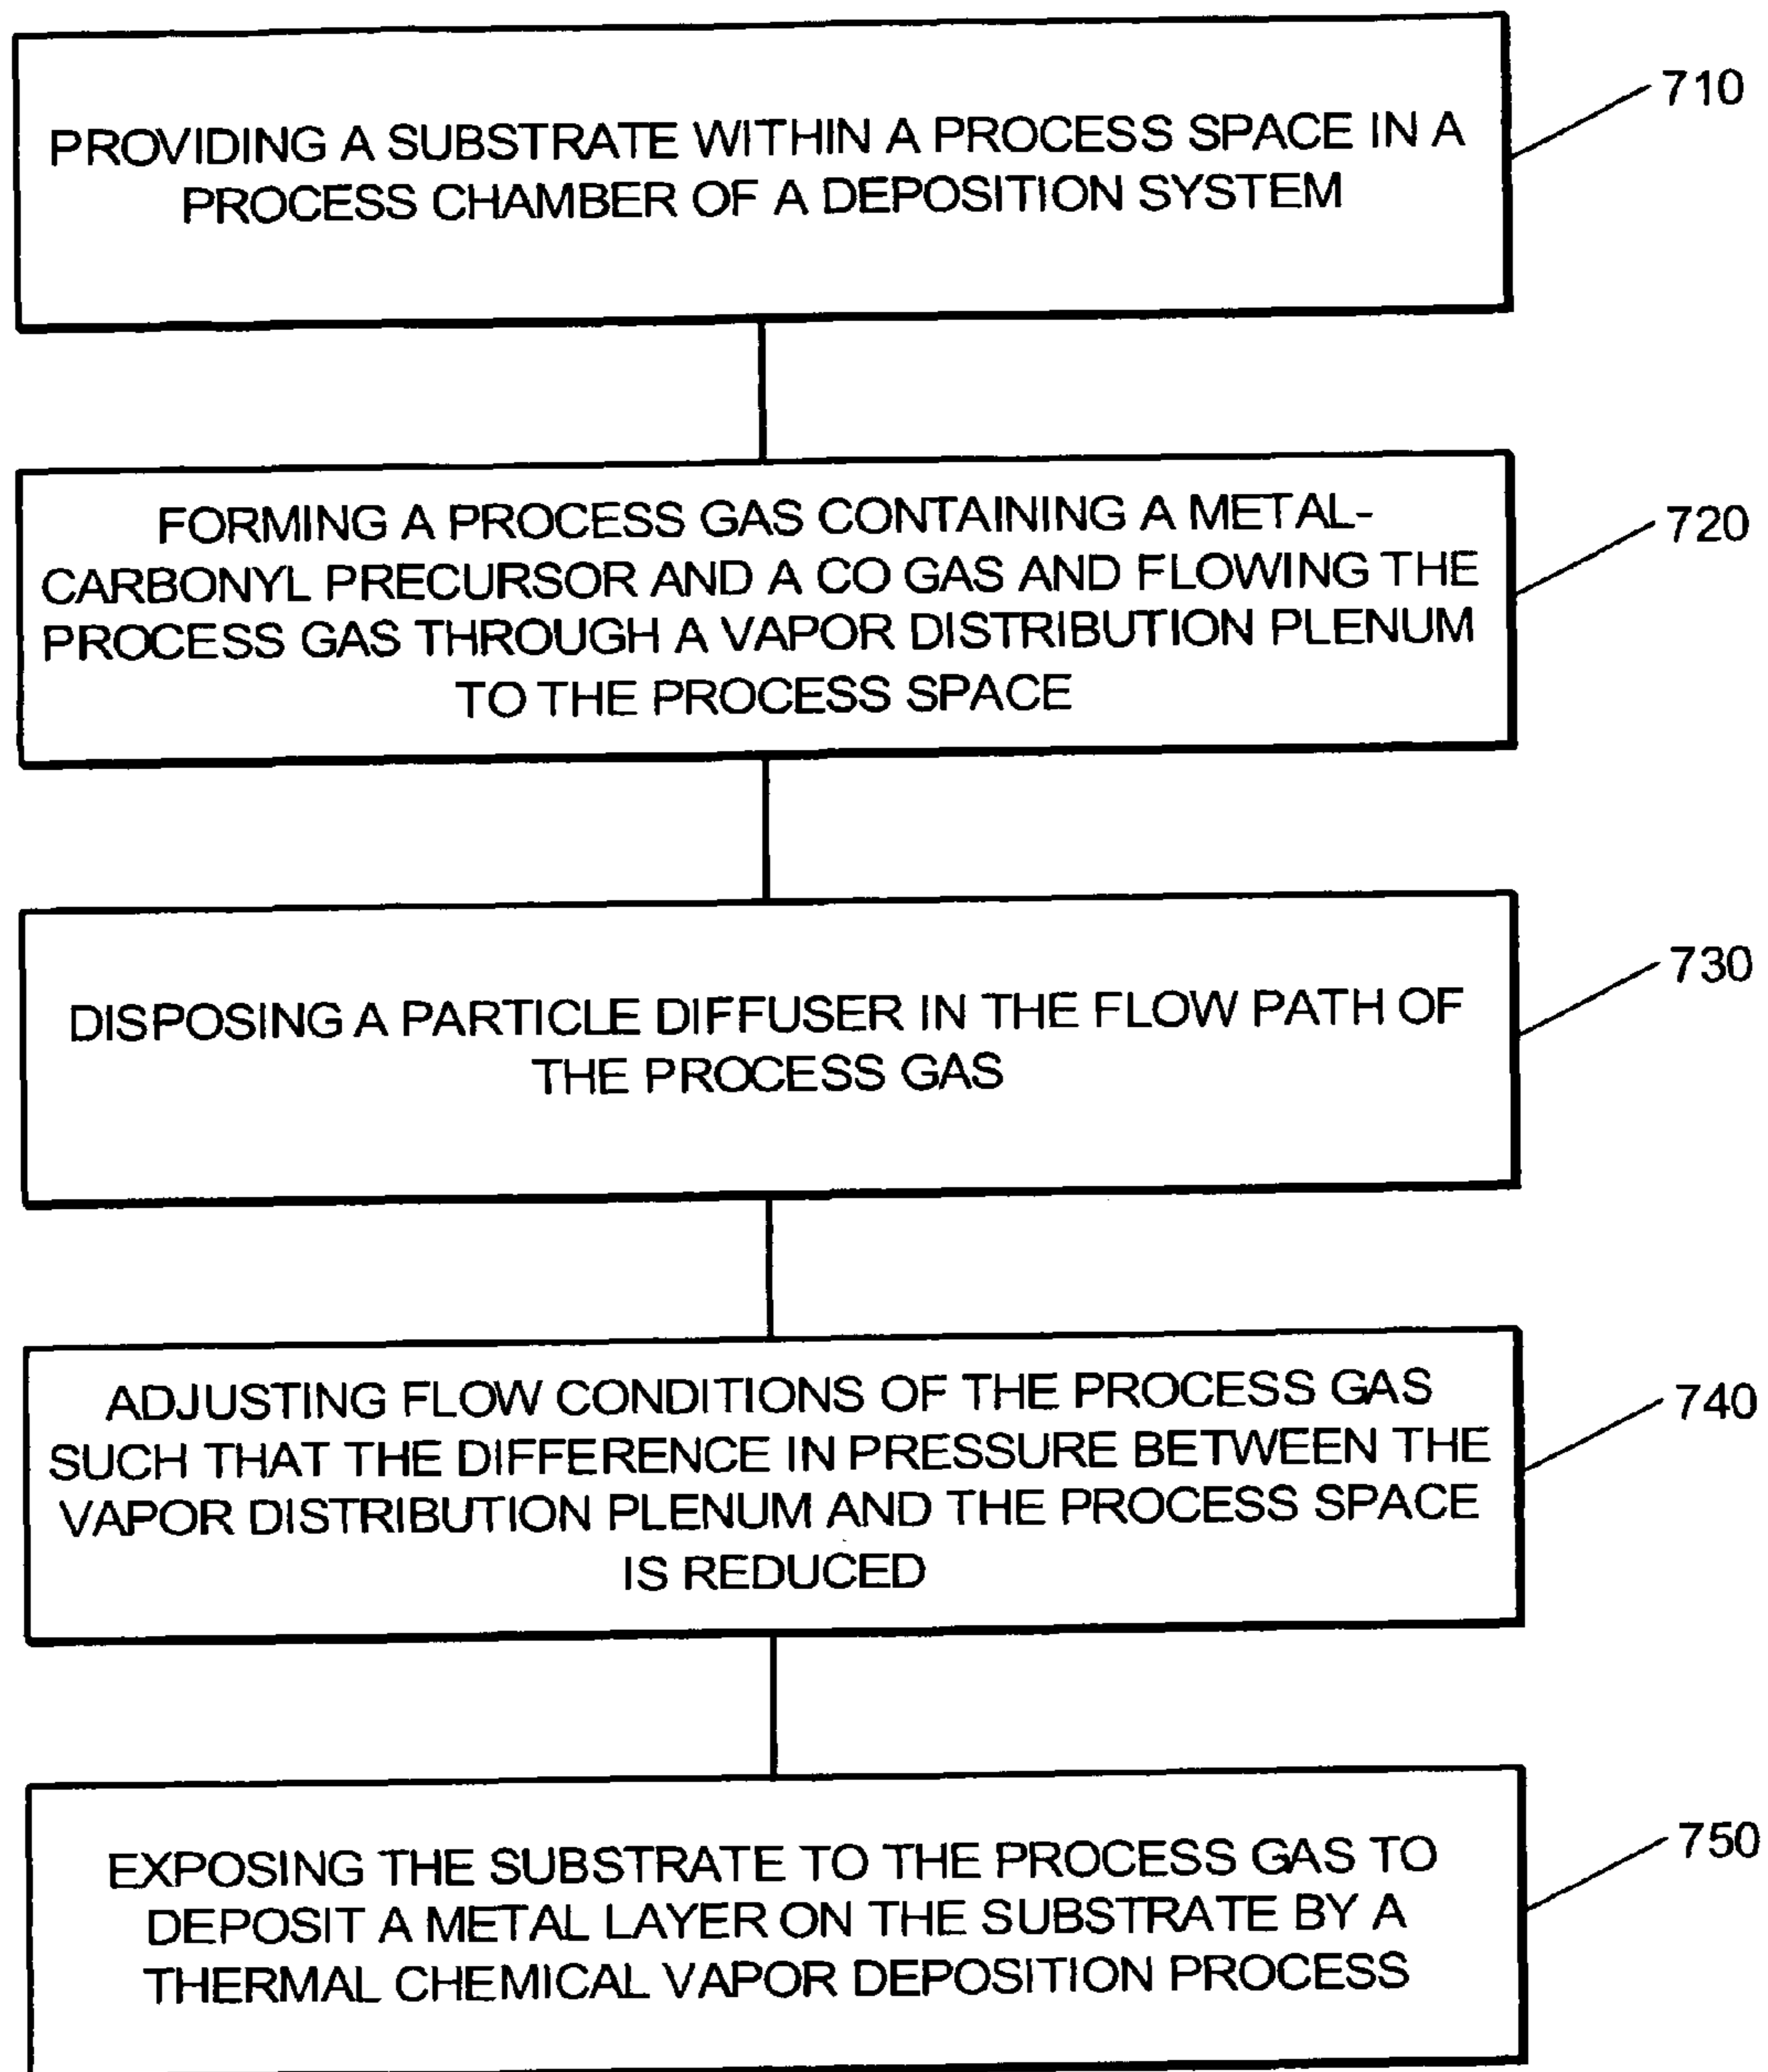 PROVIDING A SUBSTRATE WITHIN A PROCESS SPACE IN A
PROCESS CHAMBER OF A DEPOSITION SYSTEM
710
FORMING A PROCESS GAS CONTAINING A METAL-
CARBONYL PRECURSOR AND A CO GAS AND FLOWING THE
PROCESS GAS THROUGH A VAPOR DISTRIBUTION PLENUM
TO THE PROCESS SPACE
720
DISPOSING A PARTICLE DIFFUSER IN THE FLOW PATH OF
THE PROCESS GAS
730
ADJUSTING FLOW CONDITIONS OF THE PROCESS GAS
SUCH THAT THE DIFFERENCE IN PRESSURE BETWEEN THE
VAPOR DISTRIBUTION PLENUM AND THE PROCESS SPACE
IS REDUCED
740
EXPOSING THE SUBSTRATE TO THE PROCESS GAS TO
DEPOSIT A METAL LAYER ON THE SUBSTRATE BY A
THERMAL CHEMICAL VAPOR DEPOSITION PROCESS
750